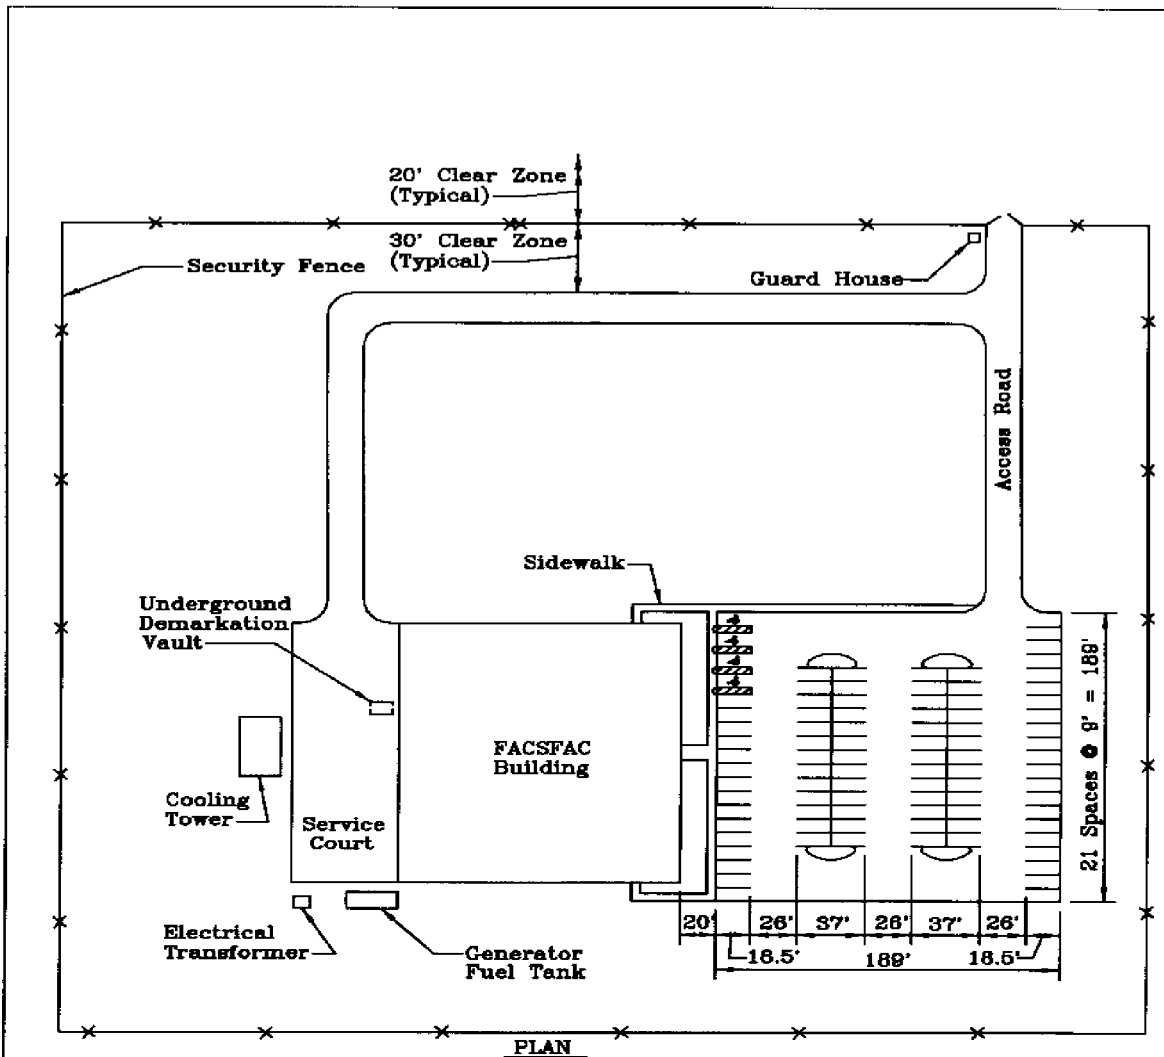 20' Clear Zone
(Typical)
30' Clear Zone
(Typical)
Security Fence
Guard House
Access Road
Sidewalk
Underground
Demarkation
Vault
FACSFAC
Building
Cooling
Tower
Service
Court
21 Spaces @ 9' = 189'
20'
26'
37'
26'
37'
26'
18.5'
189'
18.5'
Electrical
Transformer
Generator
Fuel Tank
PLAN